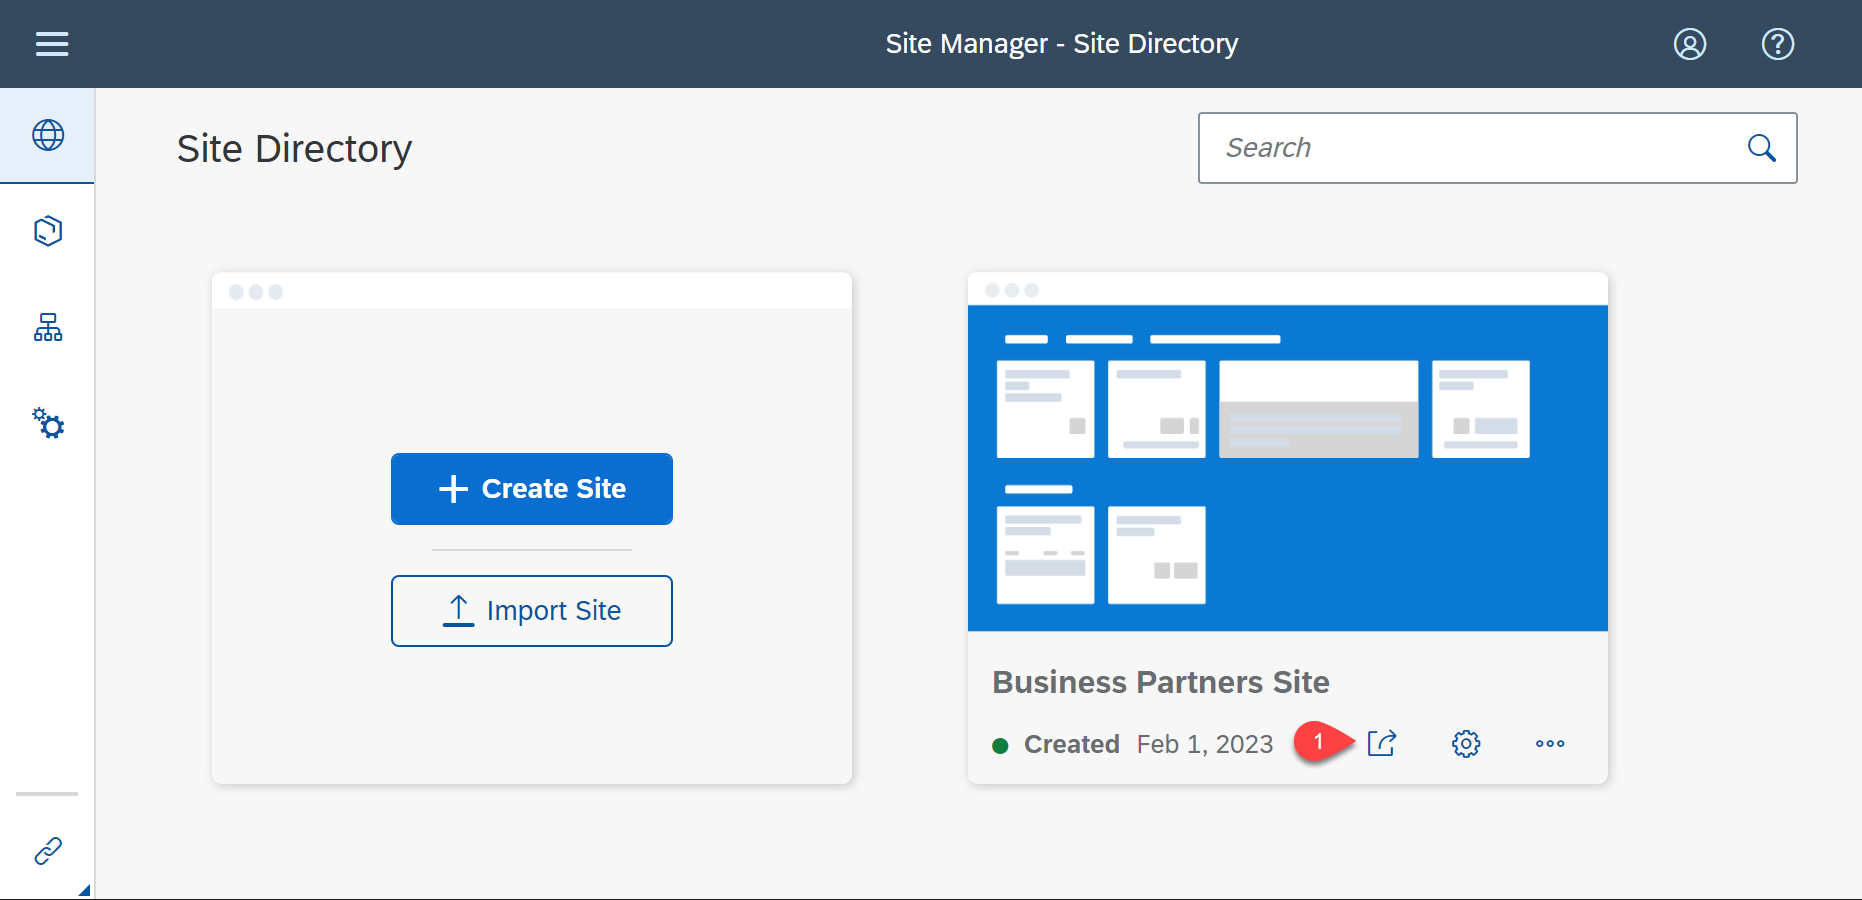 Site Manager - Site Directory
Site Directory
Search
Create Site
Import Site
Business Partners Site
Created Feb 1, 2023
1